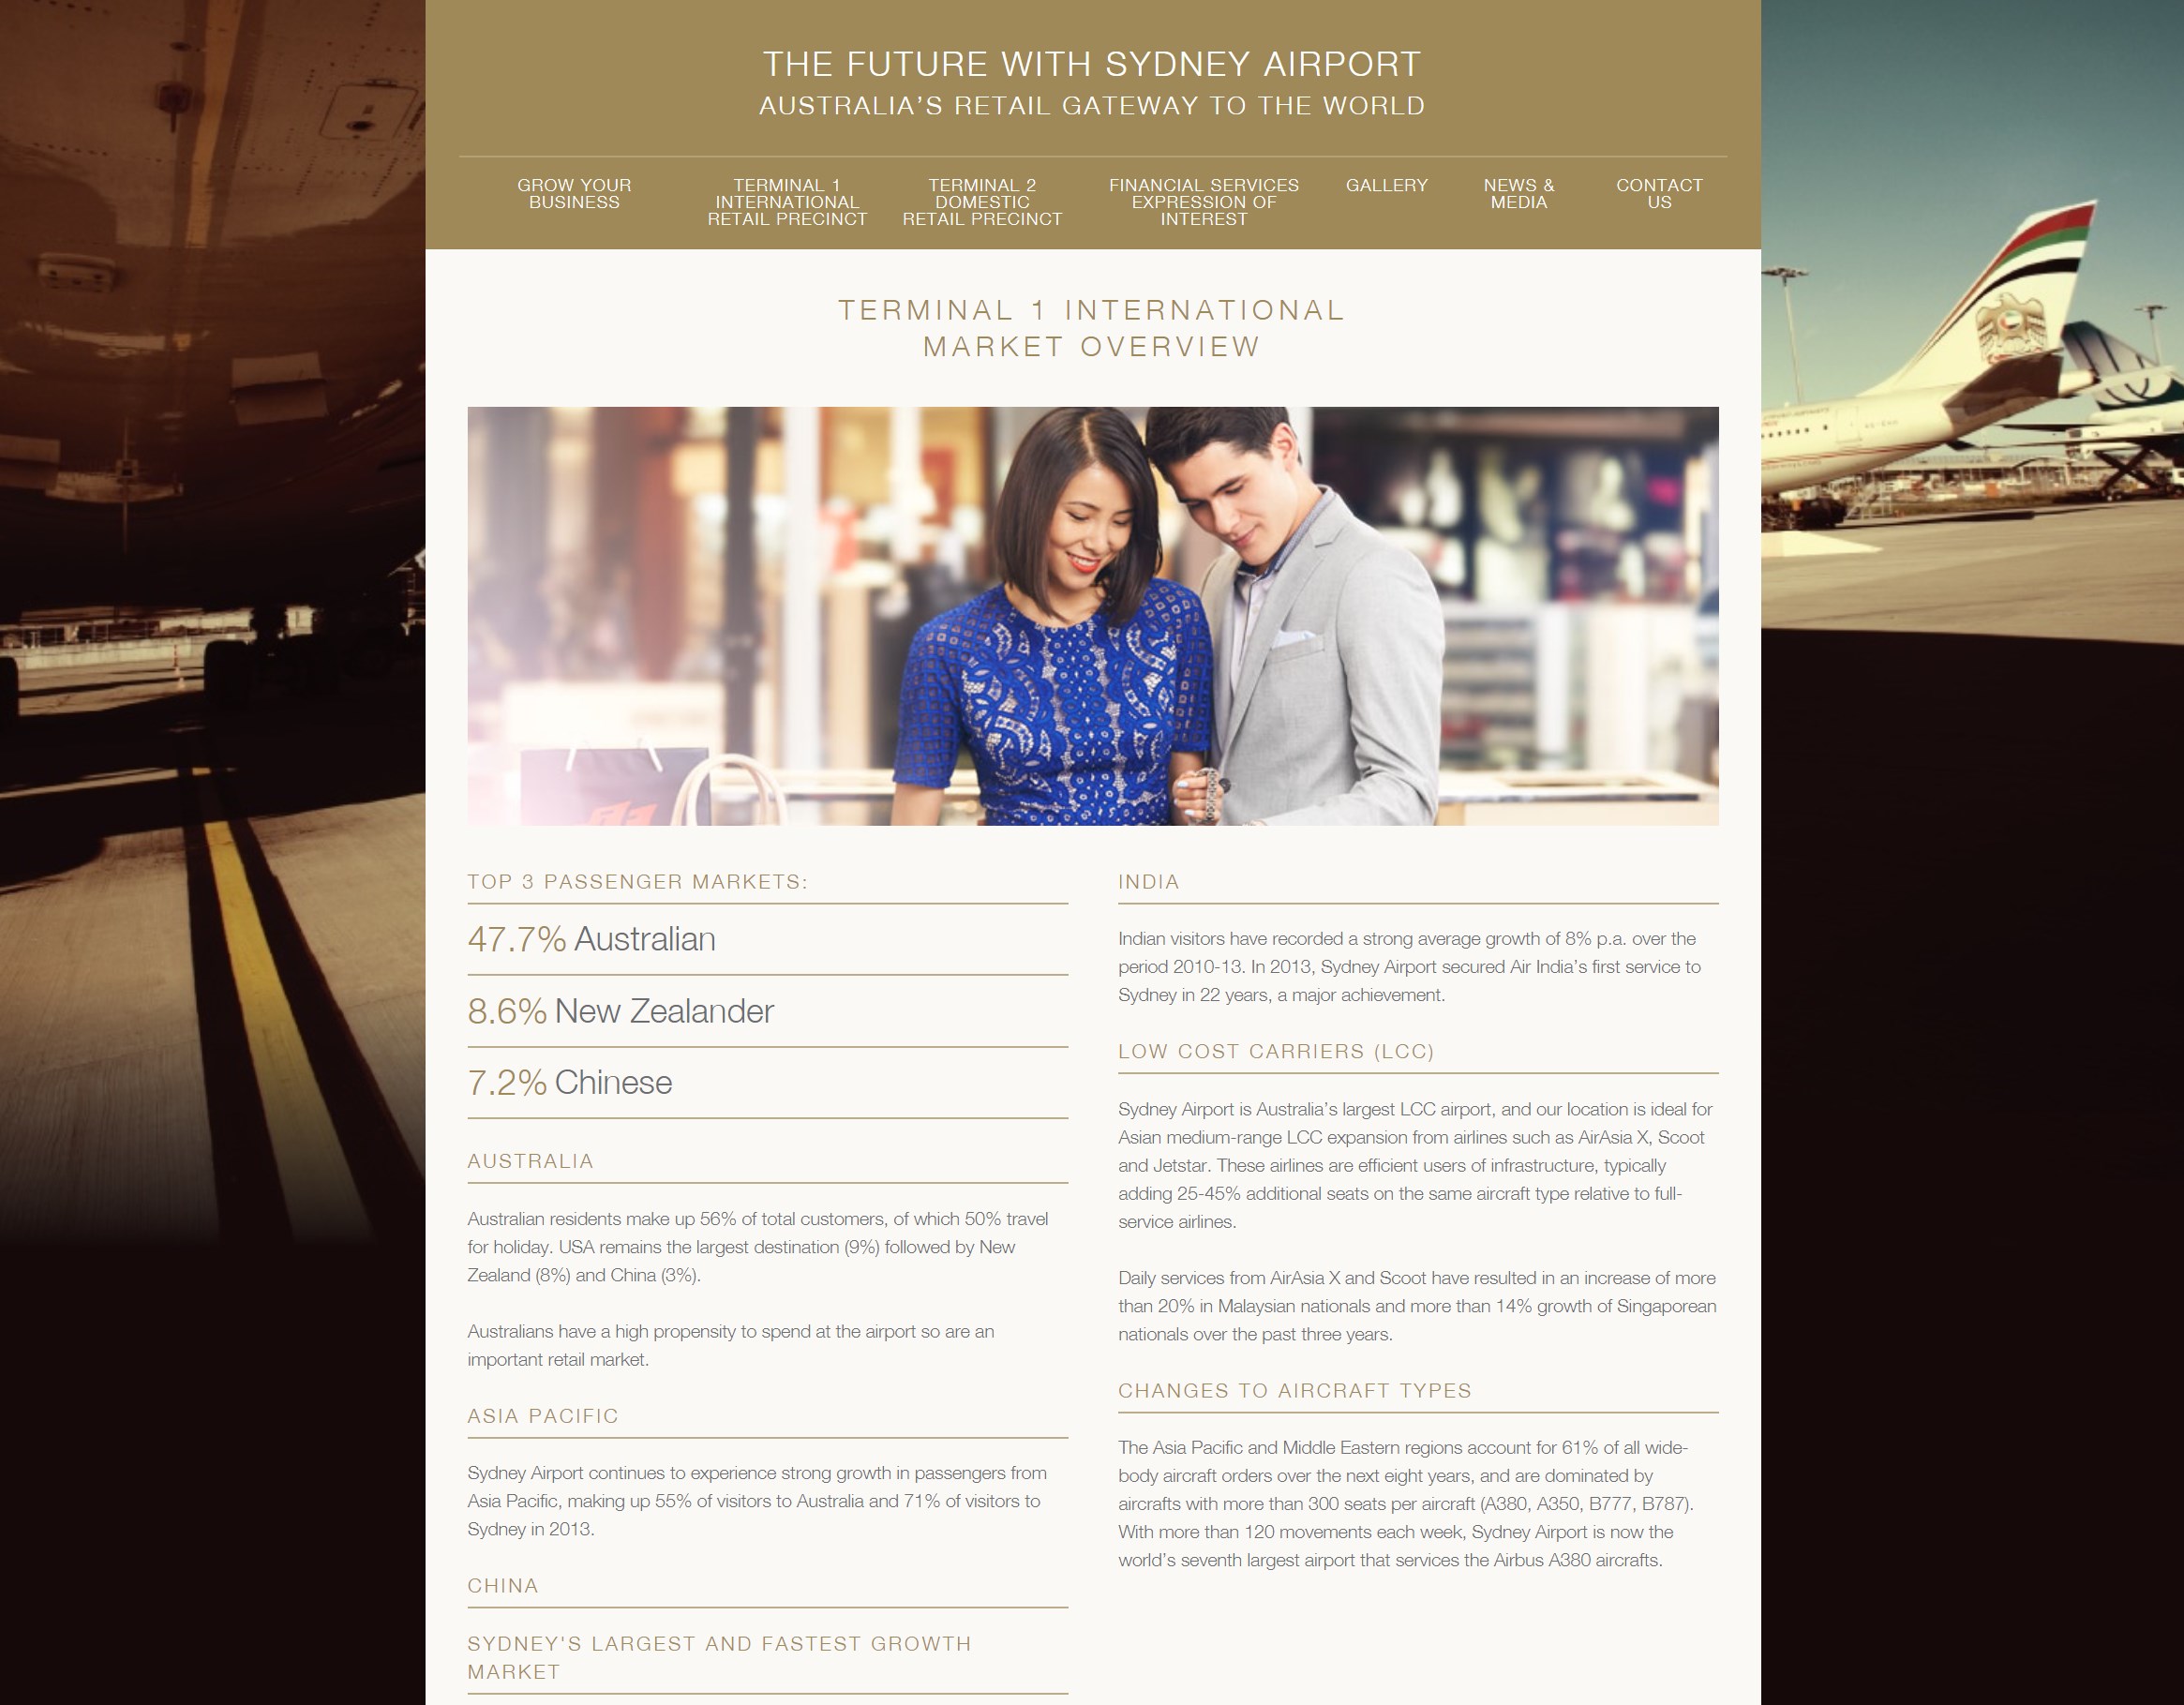 THE FUTURE WITH SYDNEY AIRPORT
AUSTRALIA’S RETAIL GATEWAY TO THE WORLD
GROW YOUR
BUSINESS
TERMINAL 1
INTERNATIONAL
RETAIL PRECINCT
TERMINAL 2
DOMESTIC
RETAIL PRECINCT
FINANCIAL SERVICES
EXPRESSION OF
INTEREST
GALLERY
NEWS &
MEDIA
CONTACT
US
TERMINAL 1 INTERNATIONAL
MARKET OVERVIEW
TOP 3 PASSENGER MARKETS:
47.7% Australian
8.6% New Zealander
7.2% Chinese
AUSTRALIA
Australian residents make up 56% of total customers, of which 50% travel
for holiday. USA remains the largest destination (9%) followed by New
Zealand (8%) and China (3%).
Australians have a high propensity to spend at the airport so are an
important retail market.
ASIA PACIFIC
Sydney Airport continues to experience strong growth in passengers from
Asia Pacific, making up 55% of visitors to Australia and 71% of visitors to
Sydney in 2013.
CHINA
SYDNEY'S LARGEST AND FASTEST GROWTH
MARKET
INDIA
Indian visitors have recorded a strong average growth of 8% p.a. over the
period 2010-13. In 2013, Sydney Airport secured Air India’s first service to
Sydney in 22 years, a major achievement.
LOW COST CARRIERS (LCC)
Sydney Airport is Australia’s largest LCC airport, and our location is ideal for
Asian medium-range LCC expansion from airlines such as AirAsia X, Scoot
and Jetstar. These airlines are efficient users of infrastructure, typically
adding 25-45% additional seats on the same aircraft type relative to full-
service airlines.
Daily services from AirAsia X and Scoot have resulted in an increase of more
than 20% in Malaysian nationals and more than 14% growth of Singaporean
nationals over the past three years.
CHANGES TO AIRCRAFT TYPES
The Asia Pacific and Middle Eastern regions account for 61% of all wide-
body aircraft orders over the next eight years, and are dominated by
aircrafts with more than 300 seats per aircraft (A380, A350, B777, B787).
With more than 120 movements each week, Sydney Airport is now the
world’s seventh largest airport that services the Airbus A380 aircrafts.